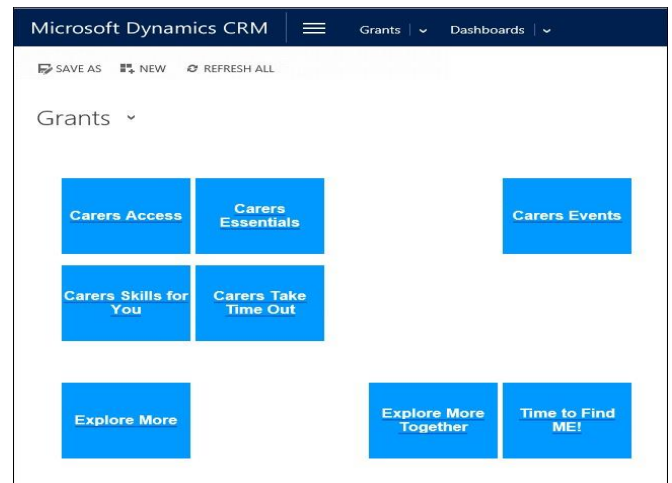 Microsoft Dynamics CRM Grants Dashboards
SAVE AS NEW REFRESH ALL
Grants
Carers Access
Carers
Essentials
Carers Events
Carers Skills for
You
Carers Take
Time Out
Explore More
Explore More
Together
Time to Find
ME!